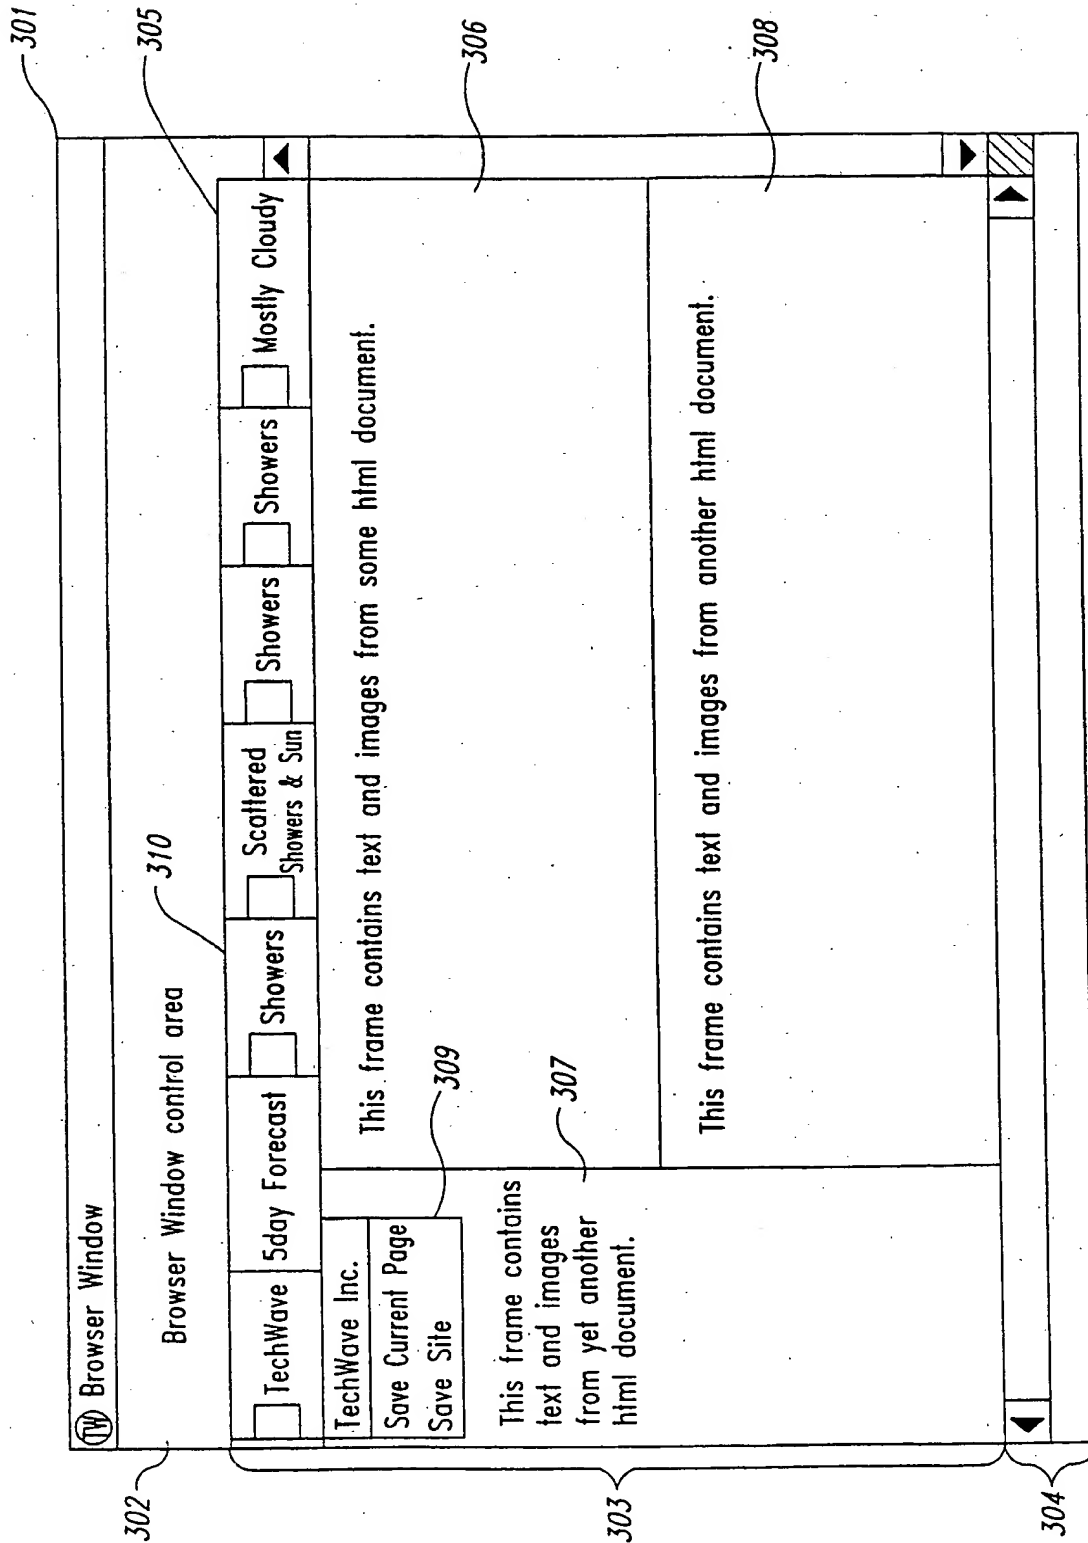 301
TW Browser Window
302
Browser Window control area
310
305
TechWave
5day Forecast
Showers
Scattered
Showers & Sun
Showers
Showers
Mostly Cloudy
TechWave Inc.
Save Current Page
Save Site
309
This frame contains text and images from some html document.
306
This frame contains
text and images
from yet another
html document.
307
This frame contains text and images from another html document.
308
303
304